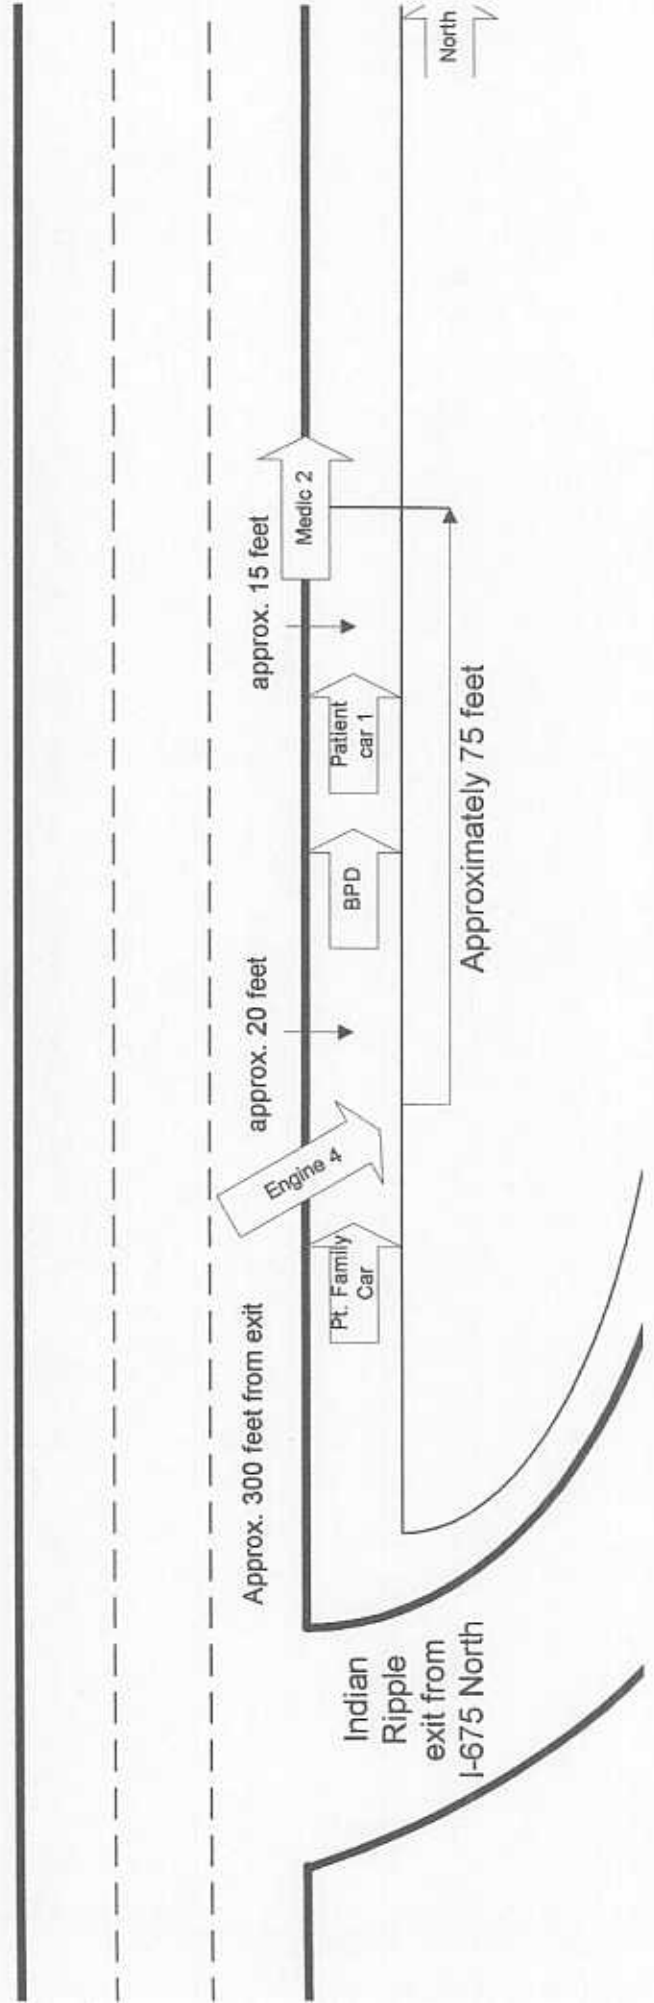 North
Medic 2
approx. 15 feet
Patient
car 1
BPD
approx. 20 feet
Approximately 75 feet
Engine 4
Pt. Family
Car
Approx. 300 feet from exit
Indian
Ripple
exit from
I-675 North